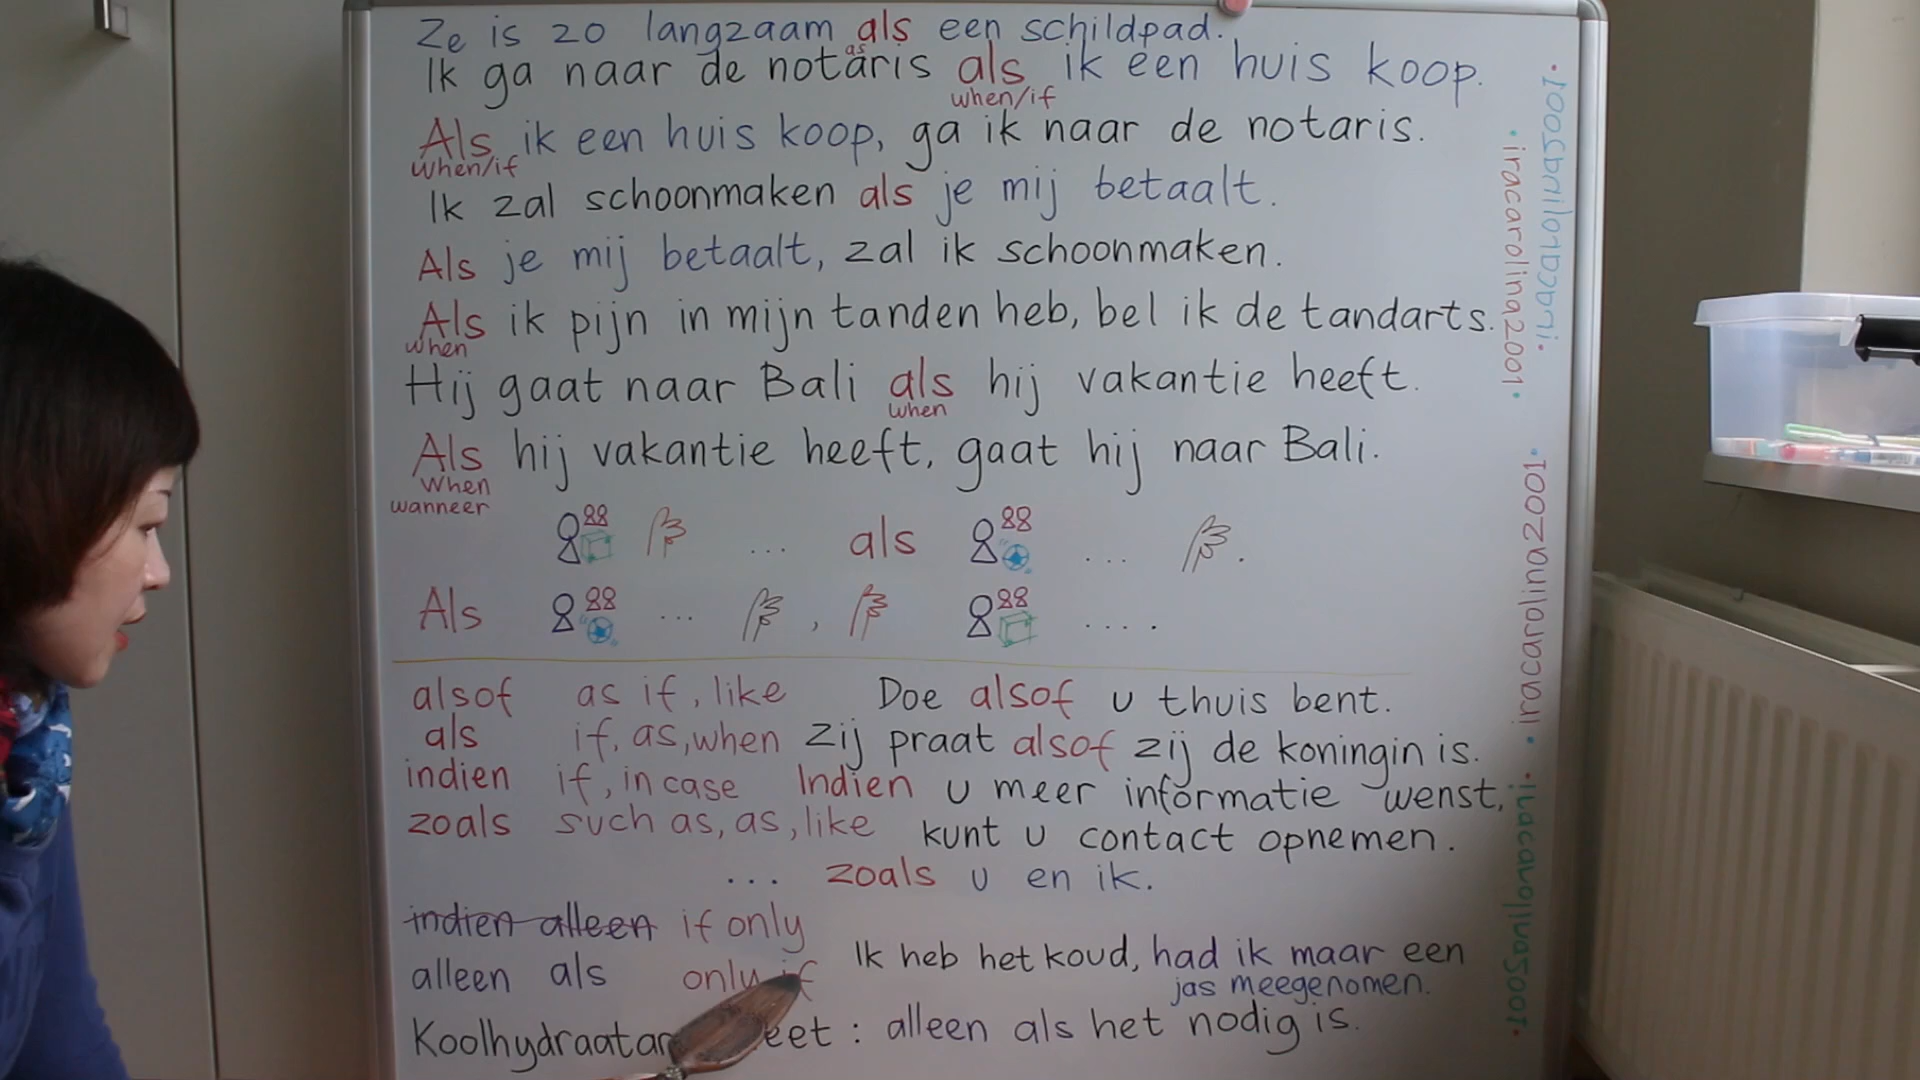 Ze is zo langzaam als een schildpad.
as
Ik ga naar de notaris als ik een huis koop.
when/if
Als ik een huis koop, ga ik naar de notaris.
when/if
Ik zal schoonmaken als je mij betaalt.
Als je mij betaalt, zal ik schoonmaken.
Als ik pijn in mijn tanden heb, bel ik de tandarts.
when
Hij gaat naar Bali als hij vakantie heeft.
when
Als hij vakantie heeft, gaat hij naar Bali.
when
wanneer
... als ... .
Als ... , ... .
alsof as if, like Doe alsof u thuis bent.
als if, as, when Zij praat alsof zij de koningin is.
indien if, in case Indien u meer informatie wenst,
zoals such as, as, like kunt u contact opnemen.
... zoals u en ik.
indien alleen if only
Ik heb het koud, had ik maar een
alleen als only if
jas meegenomen.
: alleen als het nodig is.
iracarolina2001
iracarolina2001
iracarolina2001
iracarolina2001